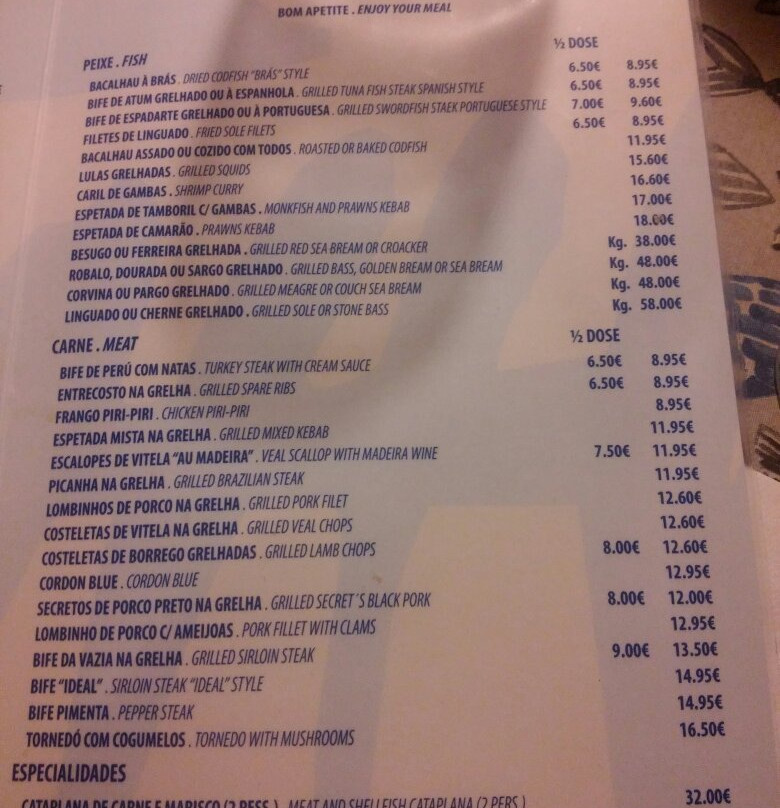 BOM APETITE . ENJOY YOUR MEAL
PEIXE . FISH ½ DOSE
BACALHAU À BRÁS . DRIED CODFISH "BRÁS" STYLE 6.50€ 8.95€
BIFE DE ATUM GRELHADO OU À ESPANHOLA . GRILLED TUNA FISH STEAK SPANISH STYLE 6.50€ 8.95€
BIFE DE ESPADARTE GRELHADO OU À PORTUGUESA . GRILLED SWORDFISH STAEK PORTUGUESE STYLE 7.00€ 9.60€
FILETES DE LINGUADO . FRIED SOLE FILETS 6.50€ 8.95€
BACALHAU ASSADO OU COZIDO COM TODOS . ROASTED OR BAKED CODFISH 11.95€
LULAS GRELHADAS . GRILLED SQUIDS 15.60€
CARIL DE GAMBAS . SHRIMP CURRY 16.60€
ESPETADA DE TAMBORIL C/ GAMBAS . MONKFISH AND PRAWNS KEBAB 17.00€
ESPETADA DE CAMARÃO . PRAWNS KEBAB 18.00€
BESUGO OU FERREIRA GRELHADA . GRILLED RED SEA BREAM OR CROACKER Kg. 38.00€
ROBALO, DOURADA OU SARGO GRELHADO . GRILLED BASS, GOLDEN BREAM OR SEA BREAM Kg. 48.00€
CORVINA OU PARGO GRELHADO . GRILLED MEAGRE OR COUCH SEA BREAM Kg. 48.00€
LINGUADO OU CHERNE GRELHADO . GRILLED SOLE OR STONE BASS Kg. 58.00€
CARNE . MEAT ½ DOSE
BIFE DE PERÚ COM NATAS . TURKEY STEAK WITH CREAM SAUCE 6.50€ 8.95€
ENTRECOSTO NA GRELHA . GRILLED SPARE RIBS 6.50€ 8.95€
FRANGO PIRI-PIRI . CHICKEN PIRI-PIRI 8.95€
ESPETADA MISTA NA GRELHA . GRILLED MIXED KEBAB 11.95€
ESCALOPES DE VITELA "AU MADEIRA" . VEAL SCALLOP WITH MADEIRA WINE 7.50€ 11.95€
PICANHA NA GRELHA . GRILLED BRAZILIAN STEAK 11.95€
LOMBINHOS DE PORCO NA GRELHA . GRILLED PORK FILET 12.60€
COSTELETAS DE VITELA NA GRELHA . GRILLED VEAL CHOPS 12.60€
COSTELETAS DE BORREGO GRELHADAS . GRILLED LAMB CHOPS 8.00€ 12.60€
CORDON BLUE . CORDON BLUE 12.95€
SECRETOS DE PORCO PRETO NA GRELHA . GRILLED SECRET´S BLACK PORK 8.00€ 12.00€
LOMBINHO DE PORCO C/ AMEIJOAS . PORK FILLET WITH CLAMS 12.95€
BIFE DA VAZIA NA GRELHA . GRILLED SIRLOIN STEAK 9.00€ 13.50€
BIFE "IDEAL" . SIRLOIN STEAK "IDEAL" STYLE 14.95€
BIFE PIMENTA . PEPPER STEAK 14.95€
TORNEDÓ COM COGUMELOS . TORNEDO WITH MUSHROOMS 16.50€
ESPECIALIDADES
CATAPLANA DE CARNE E MARISCO (2 PESS.) . MEAT AND SHELLFISH CATAPLANA (2 PERS.) 32.00€